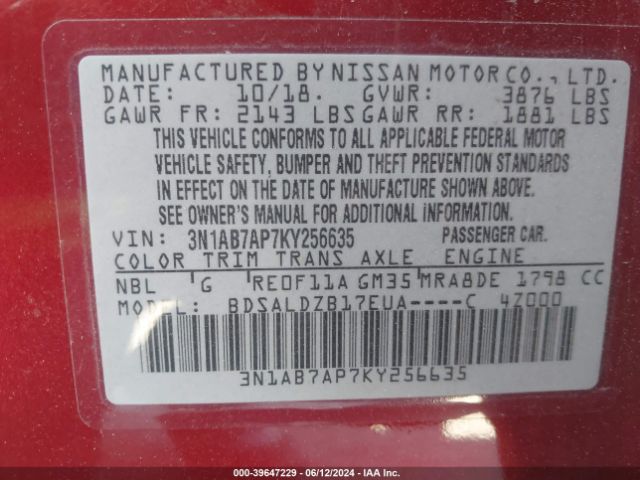 MANUFACTURED BY NISSAN MOTOR CO., LTD.
DATE: 10/18. GVWR: 3876 LBS
GAWR FR: 2143 LBS GAWR RR: 1881 LBS
THIS VEHICLE CONFORMS TO ALL APPLICABLE FEDERAL MOTOR
VEHICLE SAFETY, BUMPER AND THEFT PREVENTION STANDARDS
IN EFFECT ON THE DATE OF MANUFACTURE SHOWN ABOVE.
SEE OWNER'S MANUAL FOR ADDITIONAL iNFORMATION.
VIN: 3N1AB7AP7KY256635 PASSENGER CAR.
COLOR TRIM TRANS AXLE ENGINE
NBL G RE0F11A GM35 MRA8DE 1798 CC
MODEL: BDSALDZB17EUA----C 4Z000
3N1AB7AP7KY256635
000-39647229 - 06/12/2024 - IAA Inc.